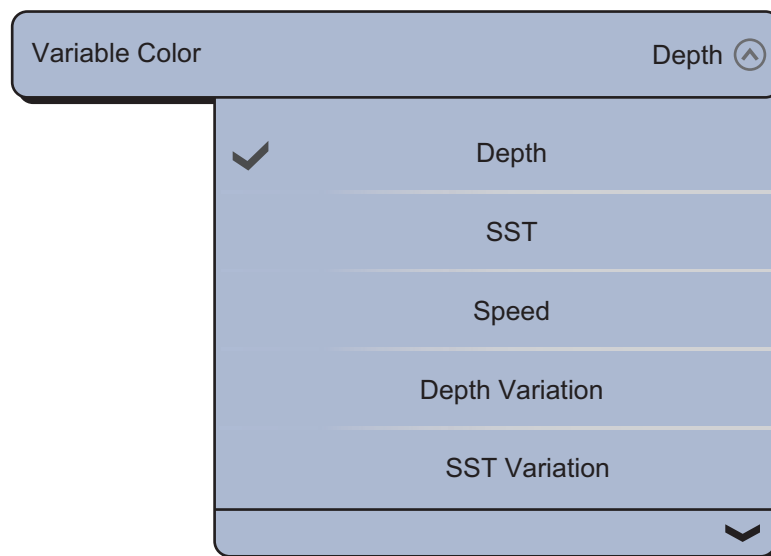 Variable Color Depth
Depth
SST
Speed
Depth Variation
SST Variation